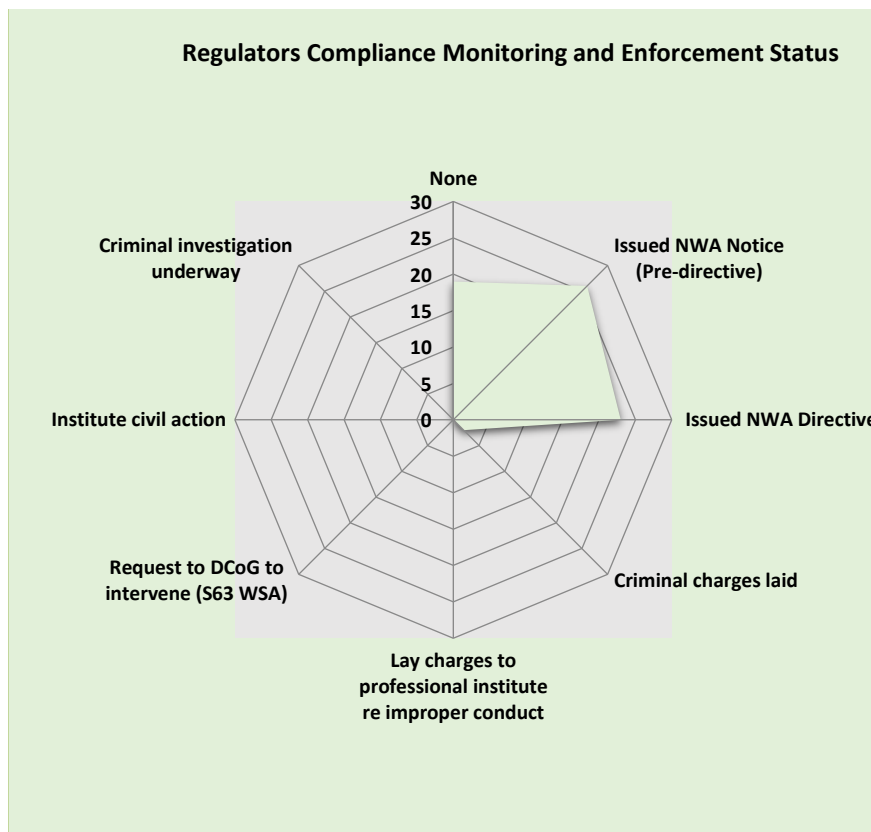 Regulators Compliance Monitoring and Enforcement Status
None
30
25
20
15
10
5
0
Issued NWA Notice
(Pre-directive)
Issued NWA Directive
Criminal charges laid
Lay charges to
professional institute
re improper conduct
Request to DCoG to
intervene (S63 WSA)
Institute civil action
Criminal investigation
underway